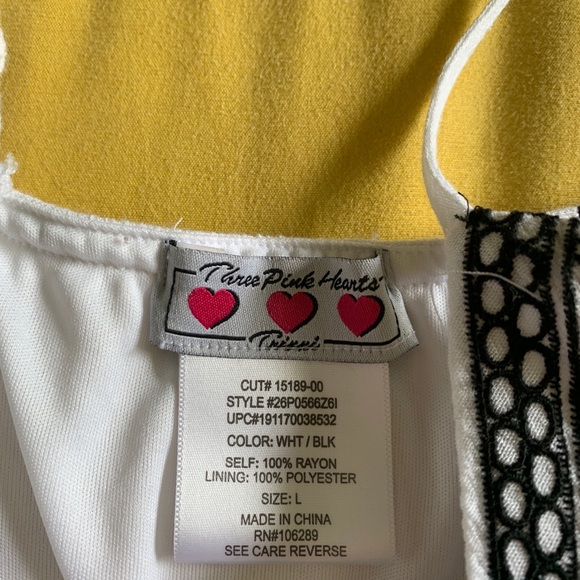 Three Pink Hearts'
Trixxi
CUT# 15189-00
STYLE #26P0566Z6I
UPC#191170038532
COLOR: WHT / BLK
SELF: 100% RAYON
LINING: 100% POLYESTER
SIZE: L
MADE IN CHINA
RN#106289
SEE CARE REVERSE